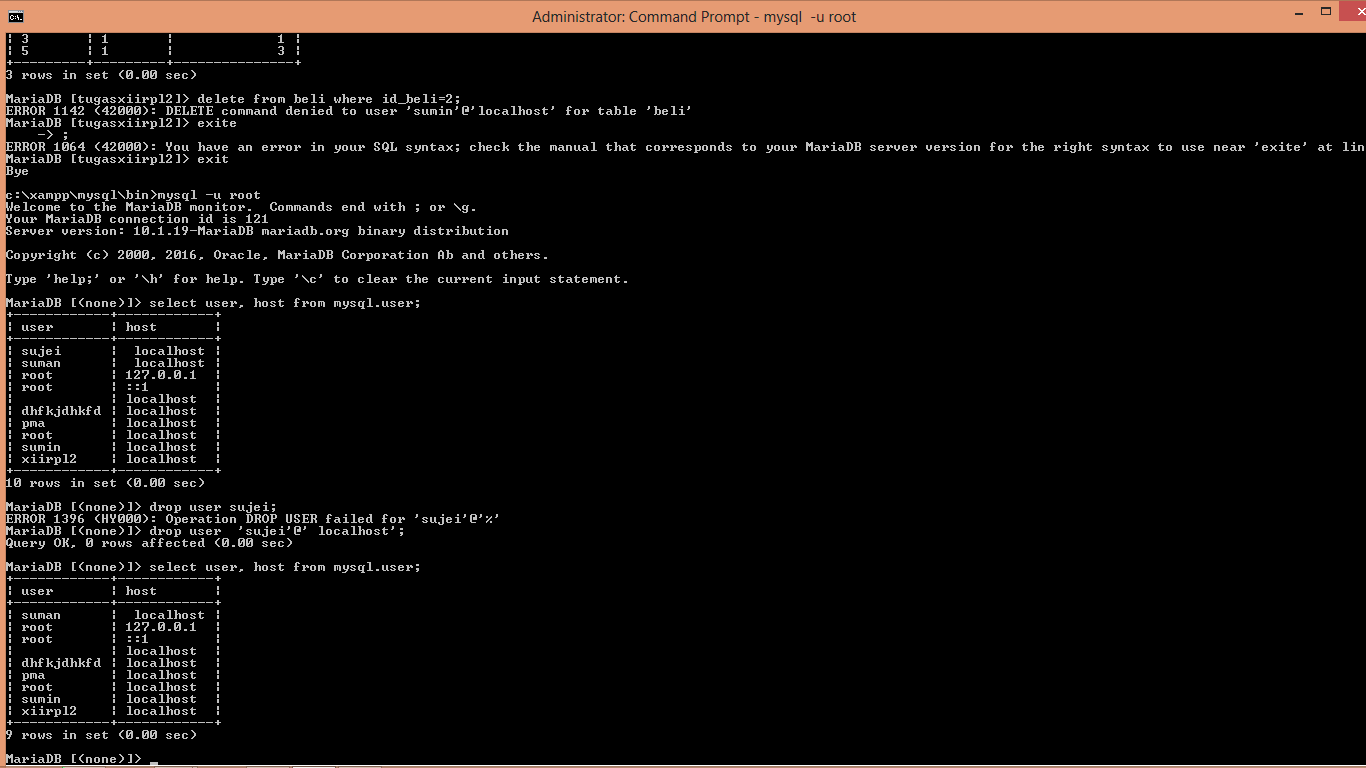 Administrator: Command Prompt - mysql  -u root
| 3       | 1       |             1 |
| 5       | 1       |             3 |
+---------+---------+---------------+
3 rows in set (0.00 sec)
MariaDB [tugasxiirpl2]> delete from beli where id_beli=2;
ERROR 1142 (42000): DELETE command denied to user 'sumin'@'localhost' for table 'beli'
MariaDB [tugasxiirpl2]> exite
    -> ;
ERROR 1064 (42000): You have an error in your SQL syntax; check the manual that corresponds to your MariaDB server version for the right syntax to use near 'exite' at lin
MariaDB [tugasxiirpl2]> exit
Bye
c:\xampp\mysql\bin>mysql -u root
Welcome to the MariaDB monitor.  Commands end with ; or \g.
Your MariaDB connection id is 121
Server version: 10.1.19-MariaDB mariadb.org binary distribution
Copyright (c) 2000, 2016, Oracle, MariaDB Corporation Ab and others.
Type 'help;' or '\h' for help. Type '\c' to clear the current input statement.
MariaDB [(none)]> select user, host from mysql.user;
+------------+------------+
| user       | host       |
+------------+------------+
| sujei      |  localhost |
| suman      |  localhost |
| root       | 127.0.0.1  |
| root       | ::1        |
|            | localhost  |
| dhfkjdhkfd | localhost  |
| pma        | localhost  |
| root       | localhost  |
| sumin      | localhost  |
| xiirpl2    | localhost  |
+------------+------------+
10 rows in set (0.00 sec)
MariaDB [(none)]> drop user sujei;
ERROR 1396 (HY000): Operation DROP USER failed for 'sujei'@'%'
MariaDB [(none)]> drop user  'sujei'@' localhost';
Query OK, 0 rows affected (0.00 sec)
MariaDB [(none)]> select user, host from mysql.user;
+------------+------------+
| user       | host       |
+------------+------------+
| suman      |  localhost |
| root       | 127.0.0.1  |
| root       | ::1        |
|            | localhost  |
| dhfkjdhkfd | localhost  |
| pma        | localhost  |
| root       | localhost  |
| sumin      | localhost  |
| xiirpl2    | localhost  |
+------------+------------+
9 rows in set (0.00 sec)
MariaDB [(none)]> _